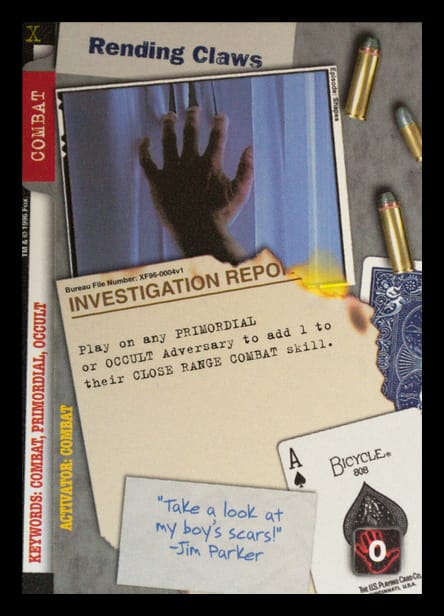 X
Rending Claws
COMBAT
Episode: Shapes
TM & © 1996 Fox.
Bureau File Number: XF96-0004v1
INVESTIGATION REPO
Play on any PRIMORDIAL
or OCCULT Adversary to add 1 to
their CLOSE RANGE COMBAT skill.
KEYWORDS: COMBAT, PRIMORDIAL, OCCULT
ACTIVATOR: COMBAT
"Take a look at
my boy's scars!"
-Jim Parker
A
BICYCLE®
808
0
THE U.S. PLAYING CARD CO.
CINCINNATI, U.S.A.